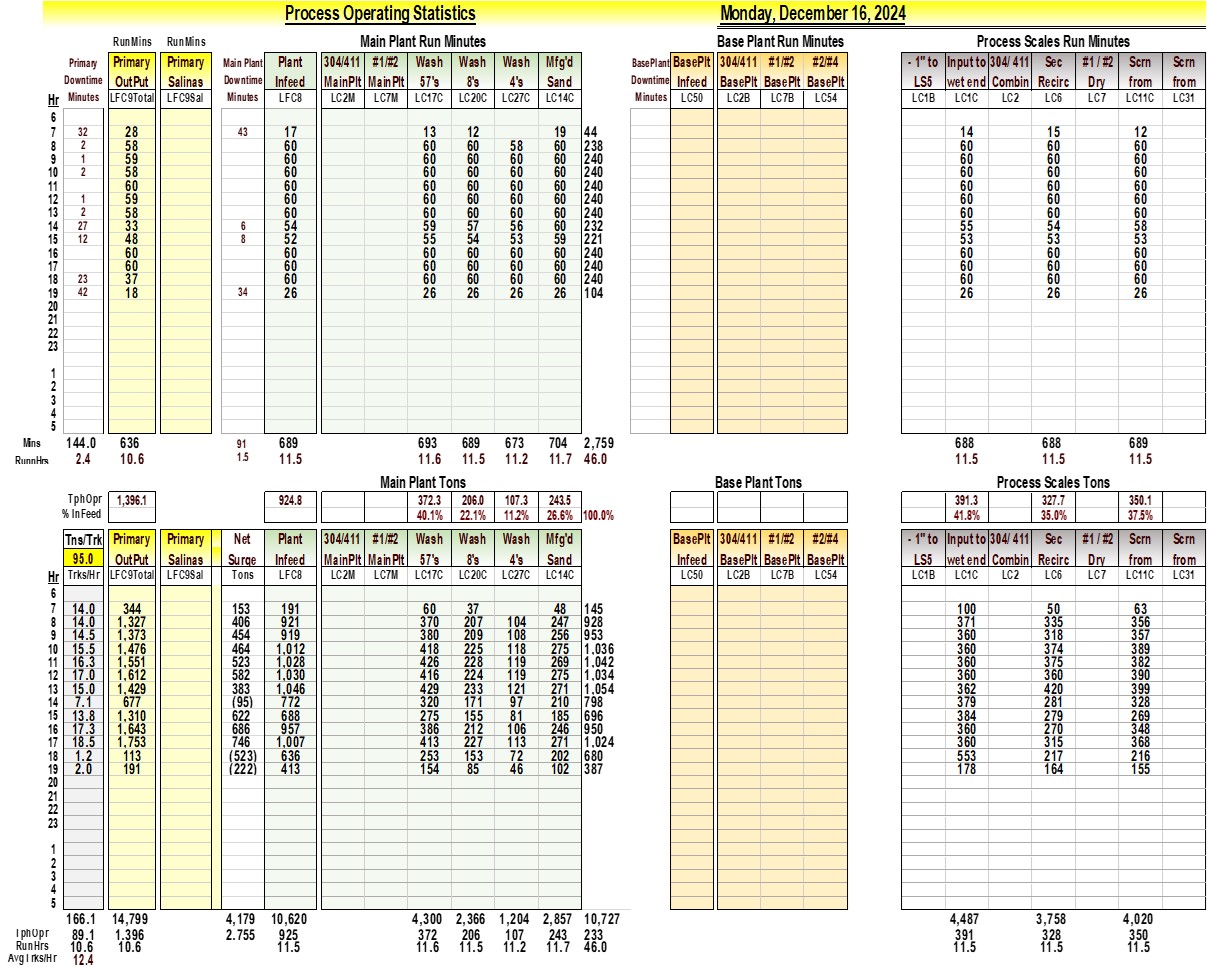 Process Operating Statistics Monday, December 16, 2024
RunMins RunMins Main Plant Run Minutes Base Plant Run Minutes Process Scales Run Minutes
Primary Primary Primary Main Plant Plant 304/411 #1/#2 Wash Wash Wash Mfg'd BasePlant BasePlt 304/411 #1/#2 #2/#4 - 1" to Input to 304/ 411 Sec #1 / #2 Scrn Scrn
Downtime OutPut Salinas Downtime Infeed MainPlt MainPlt 57's 8's 4's Sand Downtime Infeed BasePlt BasePlt BasePlt LS5 wet end Combin Recirc Dry from from
Hr Minutes LFC9Total LFC9Sal Minutes LFC8 LC2M LC7M LC17C LC20C LC27C LC14C Minutes LC50 LC2B LC7B LC54 LC1B LC1C LC2 LC6 LC7 LC11C LC31
6
7 32 28 43 17 13 12 19 44 14 15 12
8 2 58 60 60 60 58 60 238 60 60 60
9 1 59 60 60 60 60 60 240 60 60 60
10 2 58 60 60 60 60 60 240 60 60 60
11 60 60 60 60 60 60 240 60 60 60
12 1 59 60 60 60 60 60 240 60 60 60
13 2 58 60 60 60 60 60 240 60 60 60
14 27 33 6 54 59 57 56 60 232 55 54 58
15 12 48 8 52 55 54 53 59 221 53 53 53
16 60 60 60 60 60 60 240 60 60 60
17 60 60 60 60 60 60 240 60 60 60
18 23 37 60 60 60 60 60 240 60 60 60
19 42 18 34 26 26 26 26 26 104 26 26 26
20
21
22
23
1
2
3
4
5
Mins 144.0 636 91 689 693 689 673 704 2,759 688 688 689
RunnHrs 2.4 10.6 1.5 11.5 11.6 11.5 11.2 11.7 46.0 11.5 11.5 11.5
Main Plant Tons Base Plant Tons Process Scales Tons
TphOpr 1,396.1 924.8 372.3 206.0 107.3 243.5 391.3 327.7 350.1
% InFeed 40.1% 22.1% 11.2% 26.6% 100.0% 41.8% 35.0% 37.5%
Tns/Trk Primary Primary Net Plant 304/411 #1/#2 Wash Wash Wash Mfg'd BasePlt 304/411 #1/#2 #2/#4 - 1" to Input to 304/ 411 Sec #1 / #2 Scrn Scrn
95.0 OutPut Salinas Surge Infeed MainPlt MainPlt 57's 8's 4's Sand Infeed BasePlt BasePlt BasePlt LS5 wet end Combin Recirc Dry from from
Hr Trks/Hr LFC9Total LFC9Sal Tons LFC8 LC2M LC7M LC17C LC20C LC27C LC14C LC50 LC2B LC7B LC54 LC1B LC1C LC2 LC6 LC7 LC11C LC31
6
7 14.0 344 153 191 60 37 48 145 100 50 63
8 14.0 1,327 406 921 370 207 104 247 928 371 335 356
9 14.5 1,373 454 919 380 209 108 256 953 360 318 357
10 15.5 1,476 464 1,012 418 225 118 275 1,036 360 374 389
11 16.3 1,551 523 1,028 426 228 119 269 1,042 360 375 382
12 17.0 1,612 582 1,030 416 224 119 275 1,034 360 360 390
13 15.0 1,429 383 1,046 429 233 121 271 1,054 362 420 399
14 7.1 677 (95) 772 320 171 97 210 798 379 281 328
15 13.8 1,310 622 688 275 155 81 185 696 384 279 269
16 17.3 1,643 686 957 386 212 106 246 950 360 270 348
17 18.5 1,753 746 1,007 413 227 113 271 1,024 360 315 368
18 1.2 113 (523) 636 253 153 72 202 680 553 217 216
19 2.0 191 (222) 413 154 85 46 102 387 178 164 155
20
21
22
23
1
2
3
4
5
166.1 14,799 4,179 10,620 4,300 2,366 1,204 2,857 10,727 4,487 3,758 4,020
TphOpr 89.1 1,396 2.755 925 372 206 107 243 233 391 328 350
RunHrs 10.6 10.6 11.5 11.6 11.5 11.2 11.7 46.0 11.5 11.5 11.5
AvgTrks/Hr 12.4